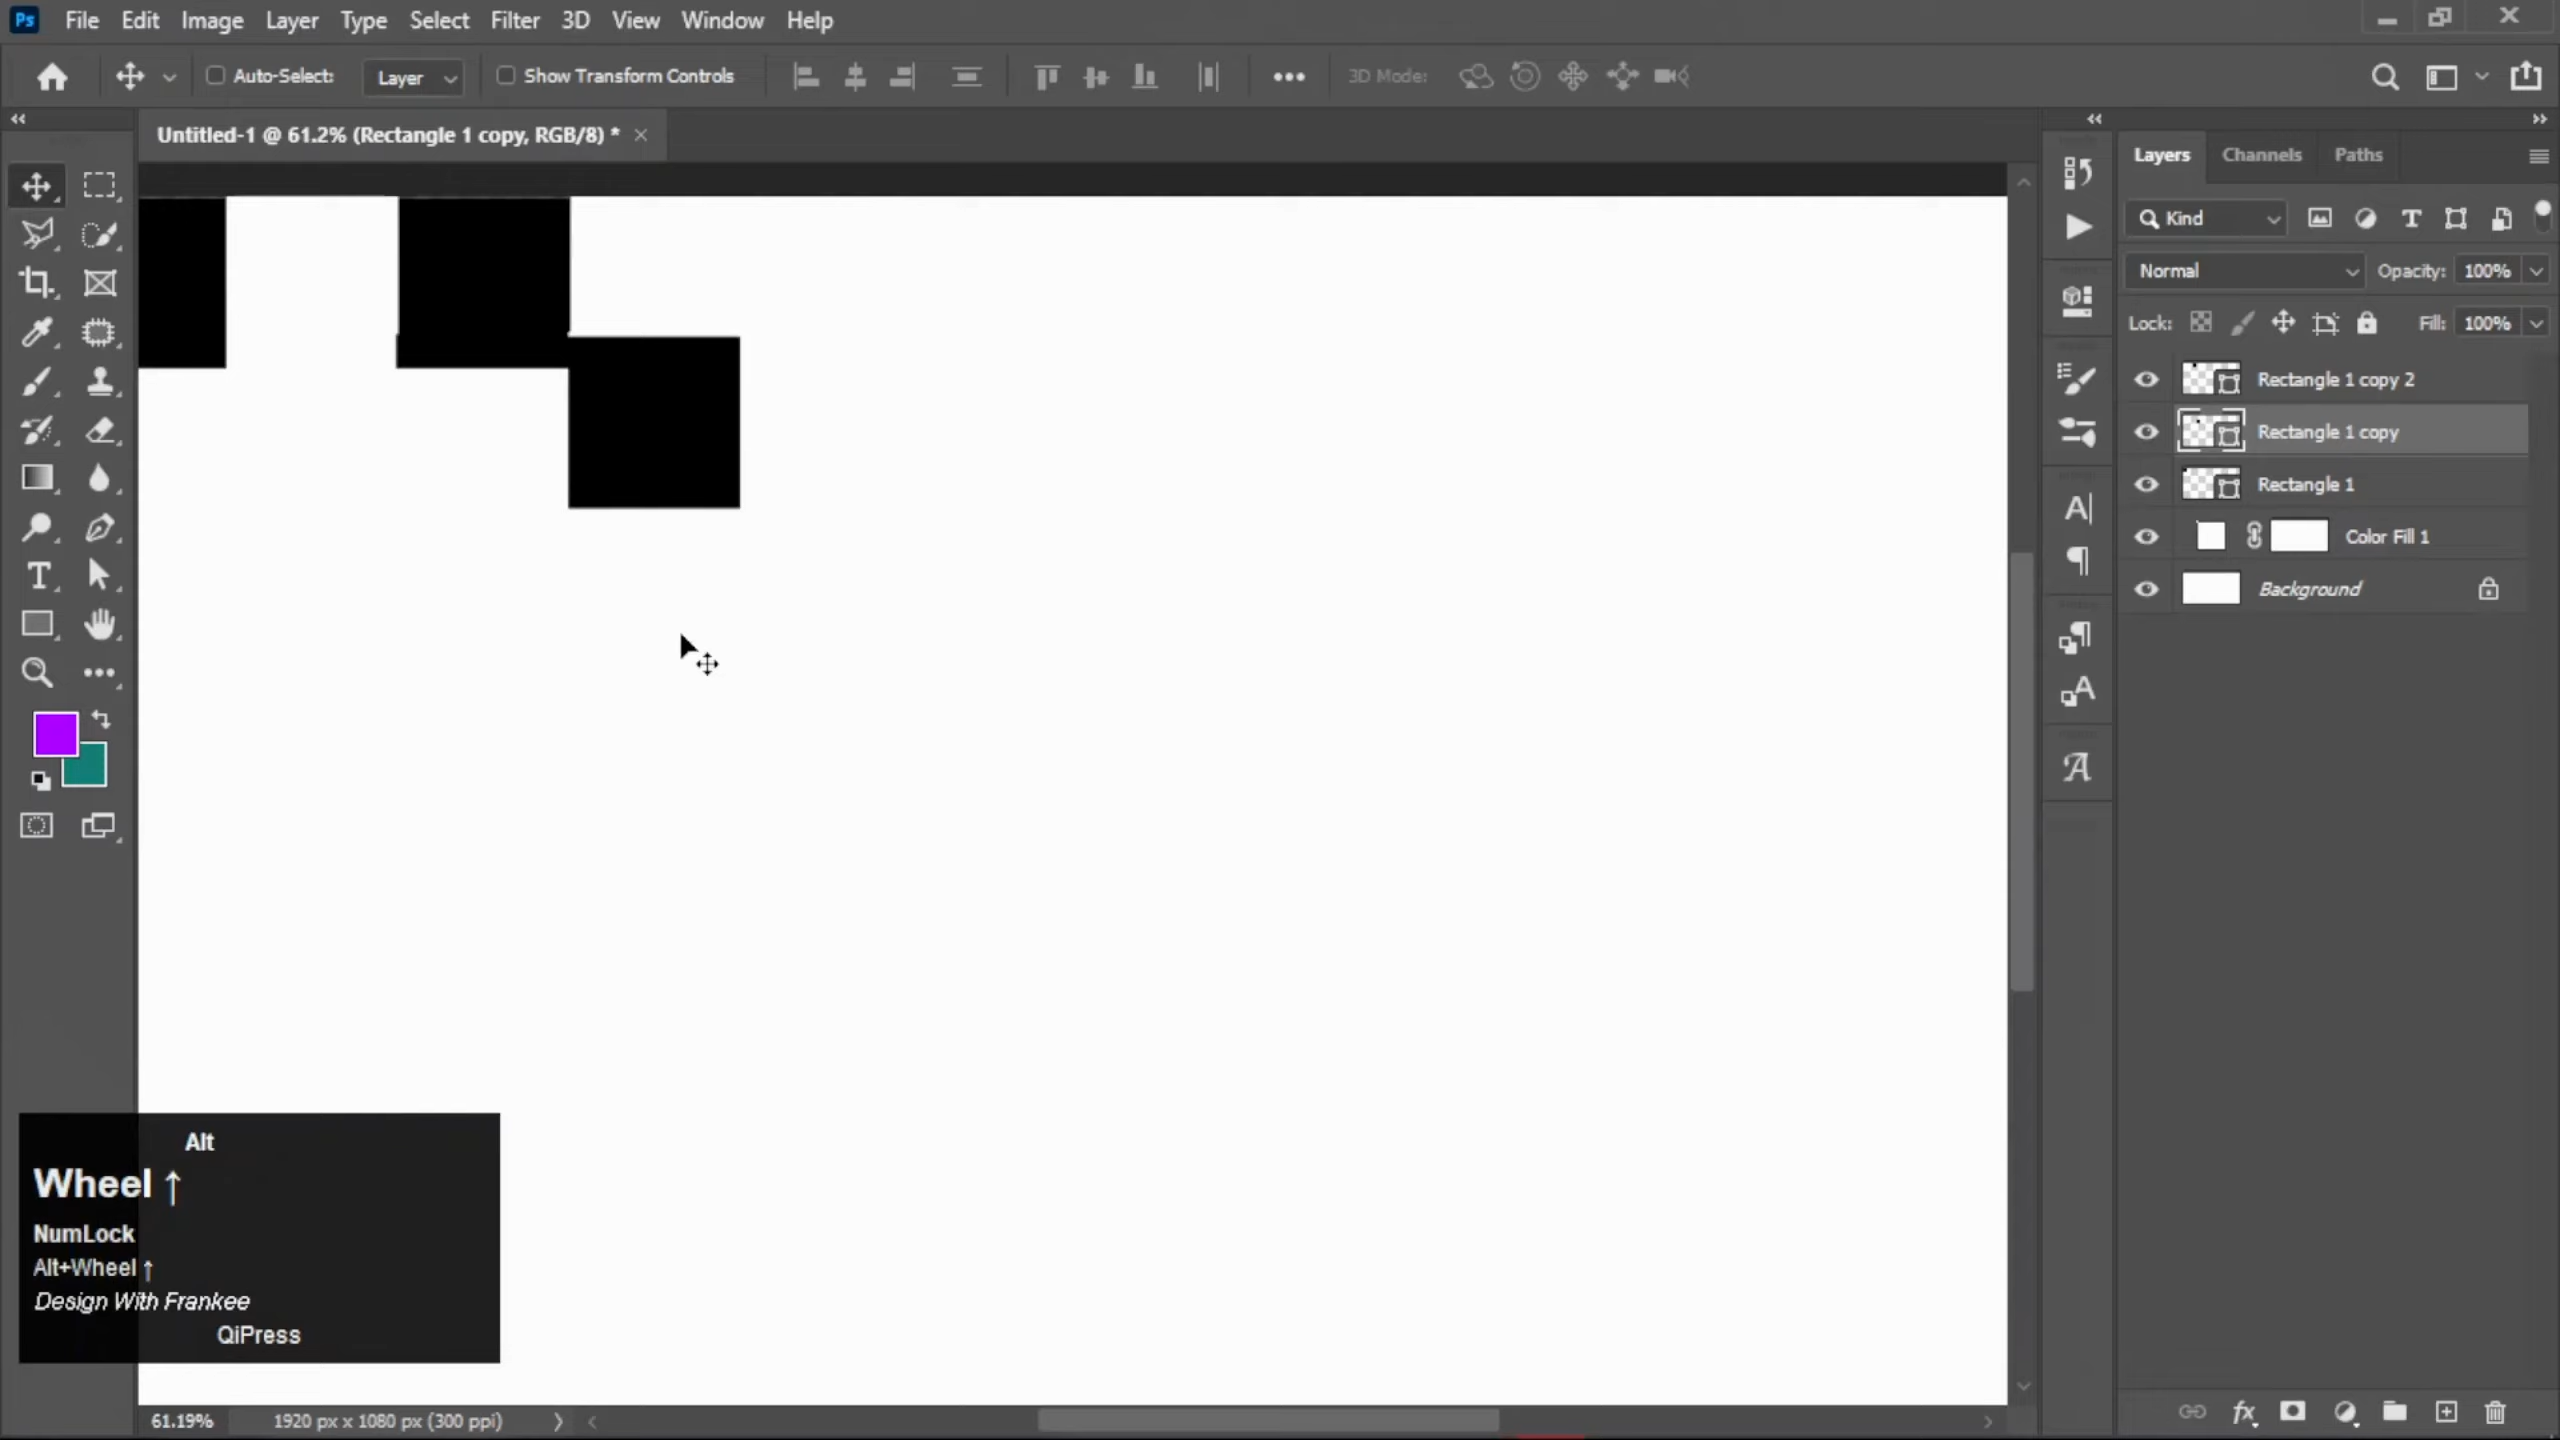 Ps File Edit Image Layer Type Select Filter 3D View Window Help
Auto-Select: Layer Show Transform Controls 3D Mode:
Untitled-1 @ 61.2% (Rectangle 1 copy, RGB/8) *
Layers Channels Paths
Kind
Normal Opacity: 100%
Lock: Fill: 100%
Rectangle 1 copy 2
Rectangle 1 copy
Rectangle 1
Color Fill 1
Background
Alt
Wheel ↑
NumLock
Alt+Wheel ↑
Design With Frankee
QiPress
61.19% 1920 px x 1080 px (300 ppi)